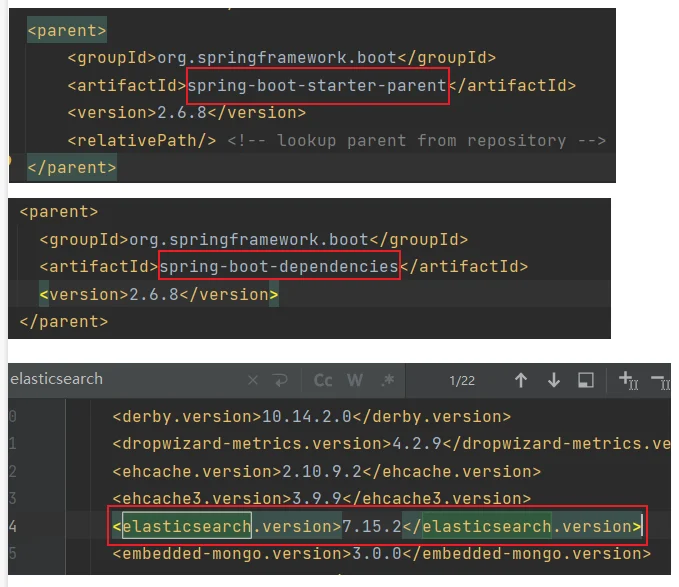 <parent>
<groupId>org.springframework.boot</groupId>
<artifactId>spring-boot-starter-parent</artifactId>
<version>2.6.8</version>
<relativePath/> <!-- lookup parent from repository -->
</parent>
<parent>
<groupId>org.springframework.boot</groupId>
<artifactId>spring-boot-dependencies</artifactId>
<version>2.6.8</version>
</parent>
elasticsearch Cc W .* 1/22
0 <derby.version>10.14.2.0</derby.version>
1 <dropwizard-metrics.version>4.2.9</dropwizard-metrics.ve
2 <ehcache.version>2.10.9.2</ehcache.version>
3 <ehcache3.version>3.9.9</ehcache3.version>
4 <elasticsearch.version>7.15.2</elasticsearch.version>
5 <embedded-mongo.version>3.0.0</embedded-mongo.version>